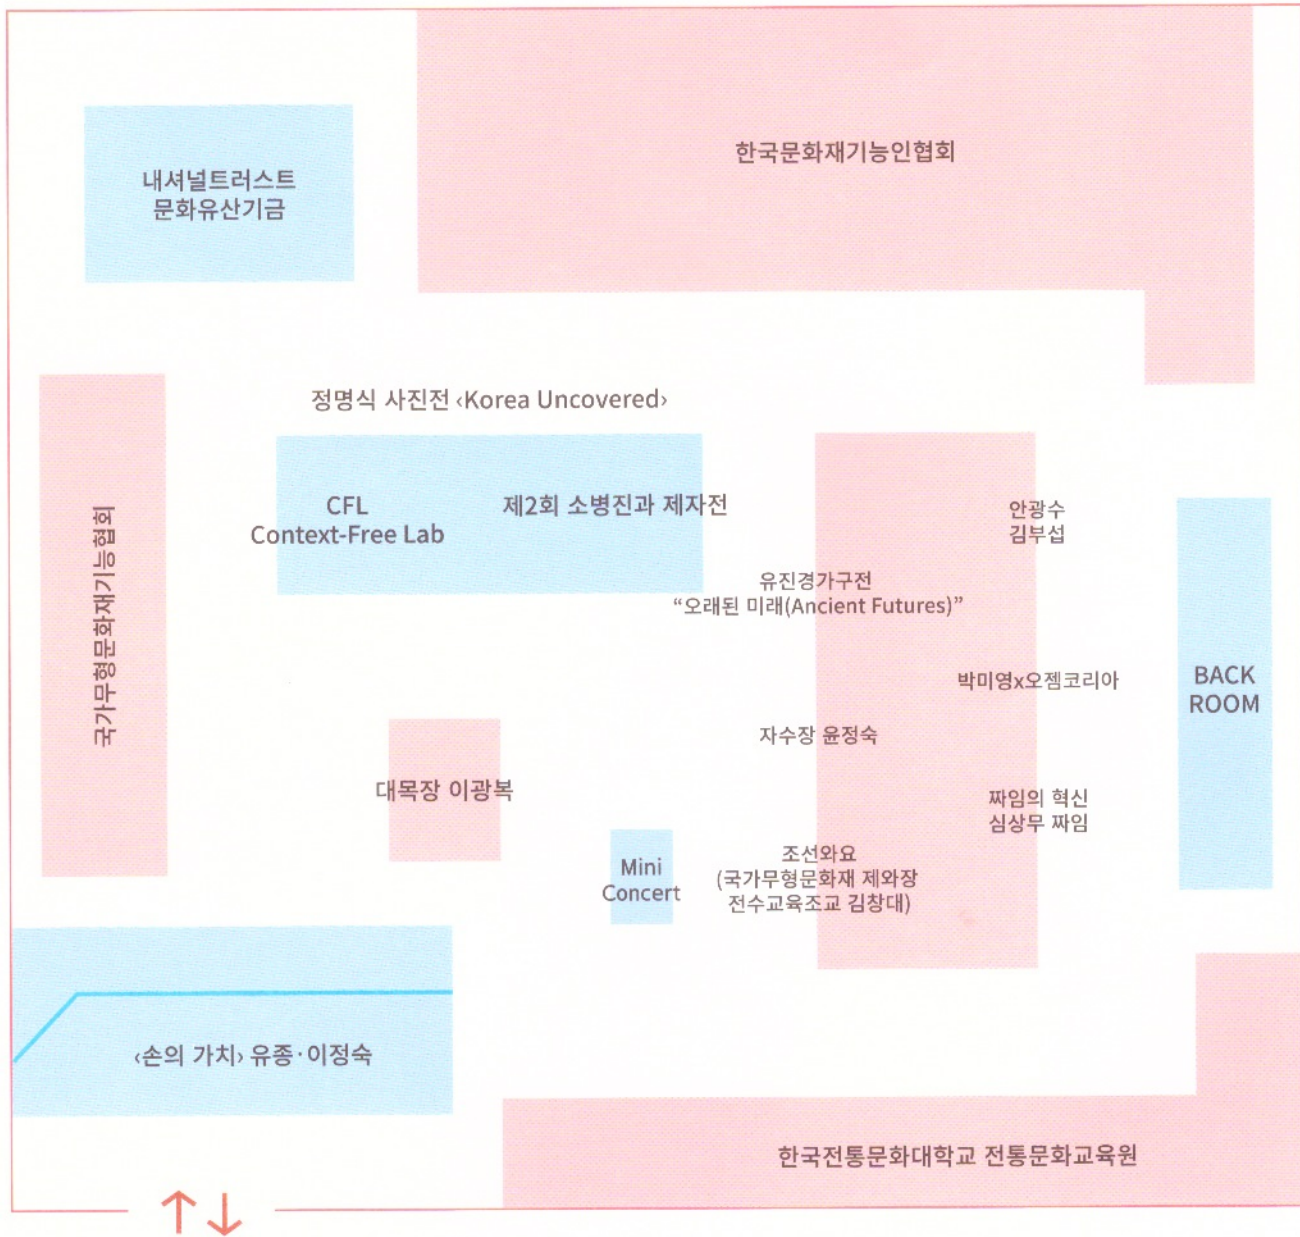 한국문화재기능인협회
내셔널트러스트
문화유산기금
정명식 사진전 ‹Korea Uncovered›
국가무형문화재기능협회
CFL
Context-Free Lab
제2회 소병진과 제자전
안광수
김부섭
유진경가구전
“오래된 미래(Ancient Futures)”
박미영x오젬코리아
BACK
ROOM
자수장 윤정숙
대목장 이광복
짜임의 혁신
심상무 짜임
Mini
Concert
조선와요
(국가무형문화재 제와장
전수교육조교 김창대)
‹손의 가치› 유종·이정숙
한국전통문화대학교 전통문화교육원